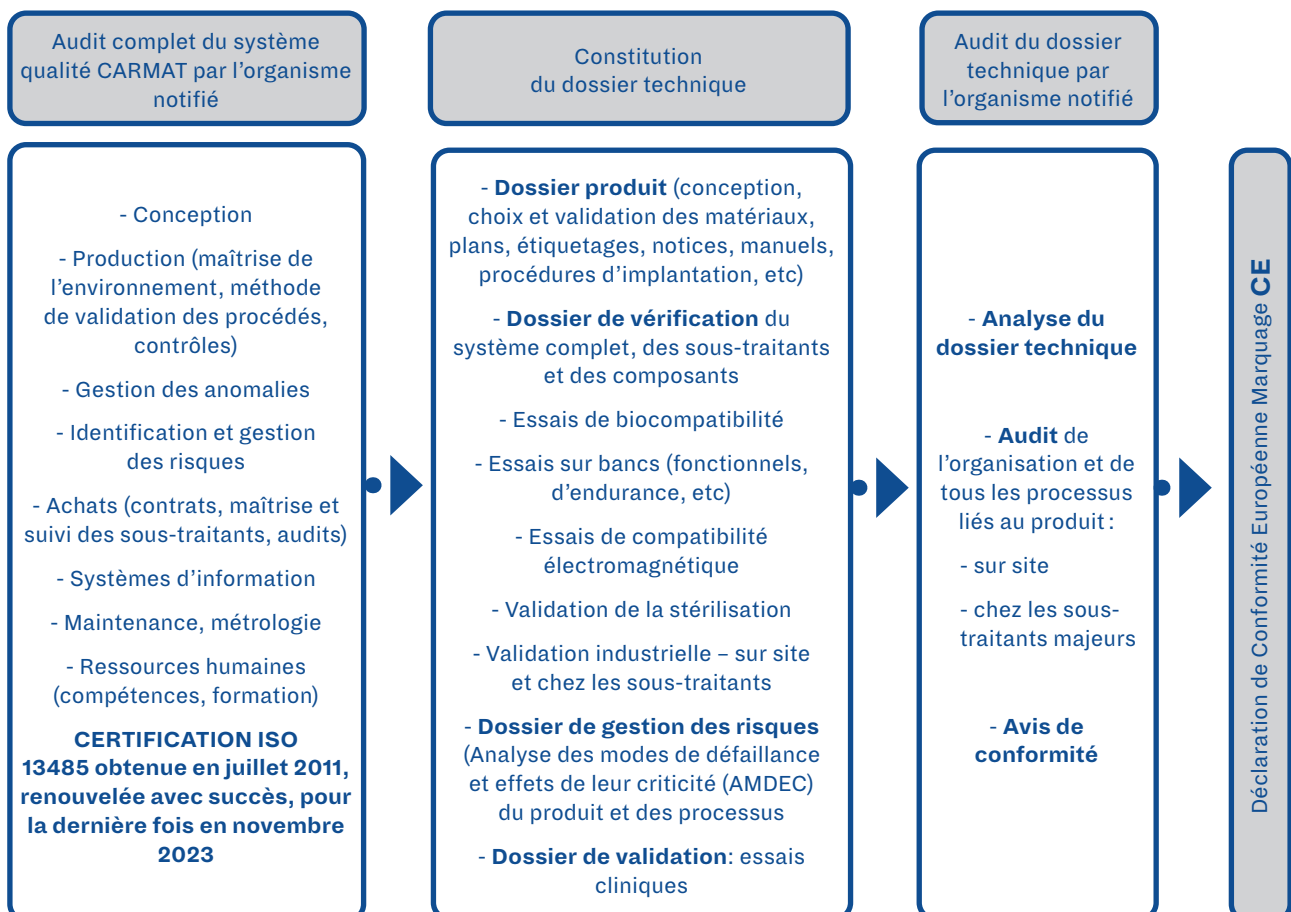 Audit complet du système
qualité CARMAT par l'organisme
notifié
- Conception
- Production (maîtrise de
l'environnement, méthode
de validation des procédés,
contrôles)
- Gestion des anomalies
- Identification et gestion
des risques
- Achats (contrats, maîtrise et
suivi des sous-traitants, audits)
- Systèmes d'information
- Maintenance, métrologie
- Ressources humaines
(compétences, formation)
CERTIFICATION ISO
13485 obtenue en juillet 2011,
renouvelée avec succès, pour
la dernière fois en novembre
2023
Constitution
du dossier technique
- Dossier produit (conception,
choix et validation des matériaux,
plans, étiquetages, notices, manuels,
procédures d'implantation, etc)
- Dossier de vérification du
système complet, des sous-traitants
et des composants
- Essais de biocompatibilité
- Essais sur bancs (fonctionnels,
d'endurance, etc)
- Essais de compatibilité
électromagnétique
- Validation de la stérilisation
- Validation industrielle – sur site
et chez les sous-traitants
- Dossier de gestion des risques
(Analyse des modes de défaillance
et effets de leur criticité (AMDEC)
du produit et des processus
- Dossier de validation: essais
cliniques
Audit du dossier
technique par
l'organisme notifié
- Analyse du
dossier technique
- Audit de
l'organisation et de
tous les processus
liés au produit :
- sur site
- chez les sous-
traitants majeurs
- Avis de
conformité
Déclaration de Conformité Européenne Marquage CE